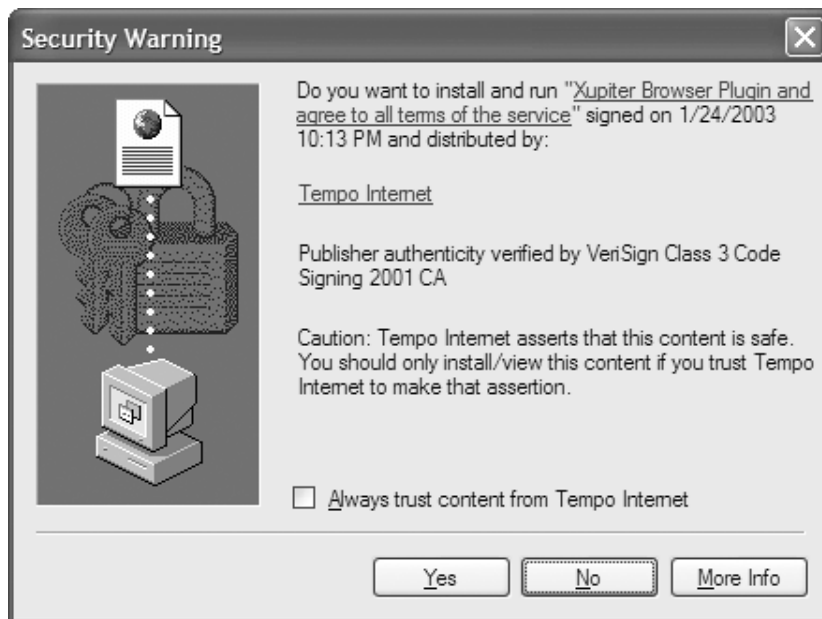 Security Warning
Do you want to install and run "Xupiter Browser Plugin and
agree to all terms of the service" signed on 1/24/2003
10:13 PM and distributed by:
Tempo Internet
Publisher authenticity verified by VeriSign Class 3 Code
Signing 2001 CA
Caution: Tempo Internet asserts that this content is safe.
You should only install/view this content if you trust Tempo
Internet to make that assertion.
Always trust content from Tempo Internet
Yes No More Info